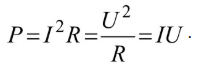 P = I²R = U²/R = IU.